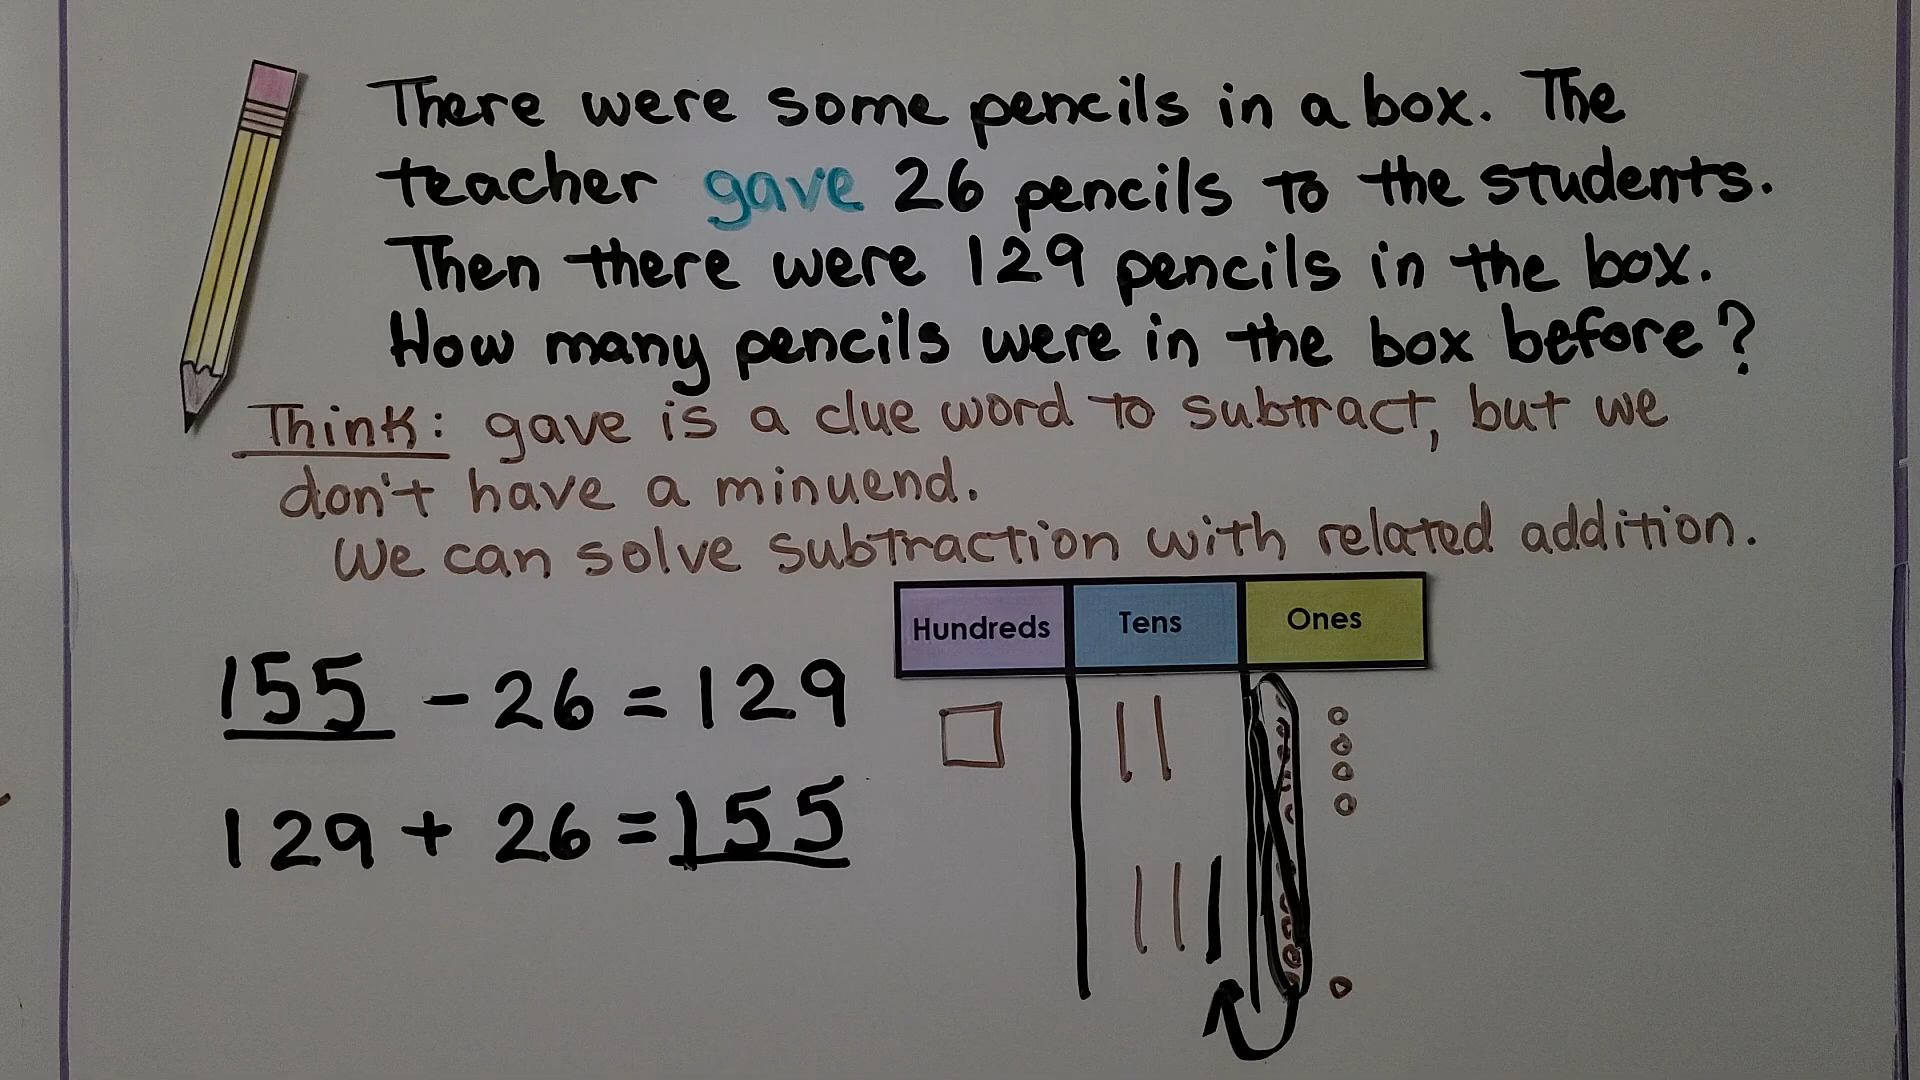 There were some pencils in a box. The
teacher gave 26 pencils to the students.
Then there were 129 pencils in the box.
How many pencils were in the box before?
Think: gave is a clue word to subtract, but we
don't have a minuend.
We can solve subtraction with related addition.
Hundreds Tens Ones
155 - 26 = 129
129 + 26 = 155